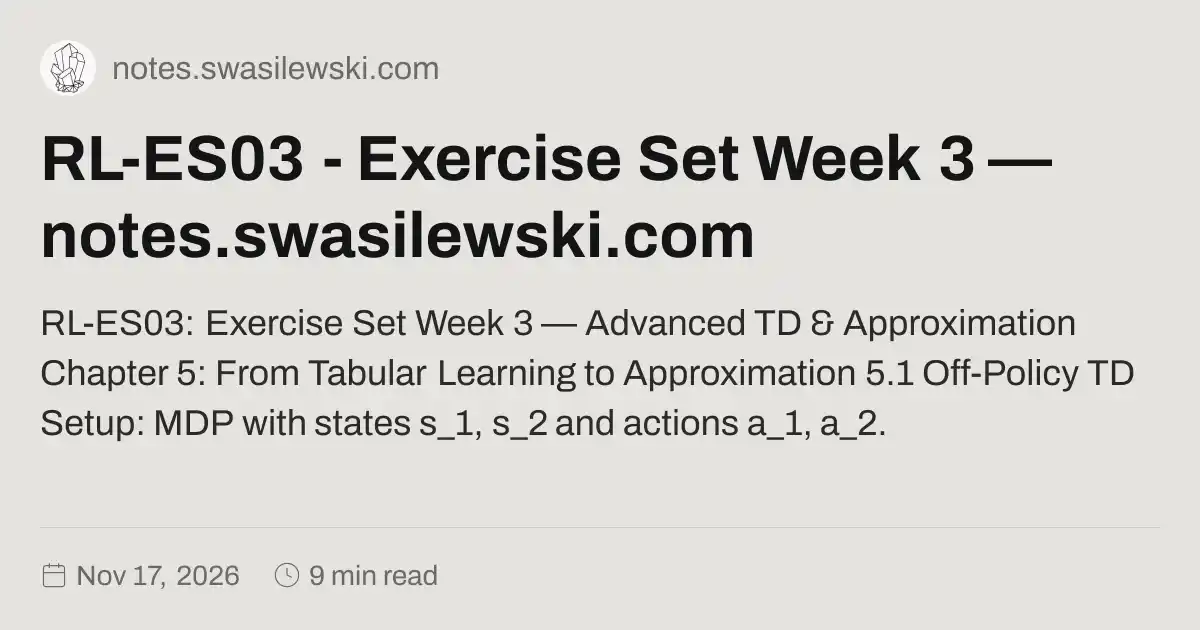 notes.swasilewski.com
RL-ES03 - Exercise Set Week 3 —
notes.swasilewski.com
RL-ES03: Exercise Set Week 3 — Advanced TD & Approximation
Chapter 5: From Tabular Learning to Approximation 5.1 Off-Policy TD
Setup: MDP with states s_1, s_2 and actions a_1, a_2.
Nov 17, 2026 9 min read